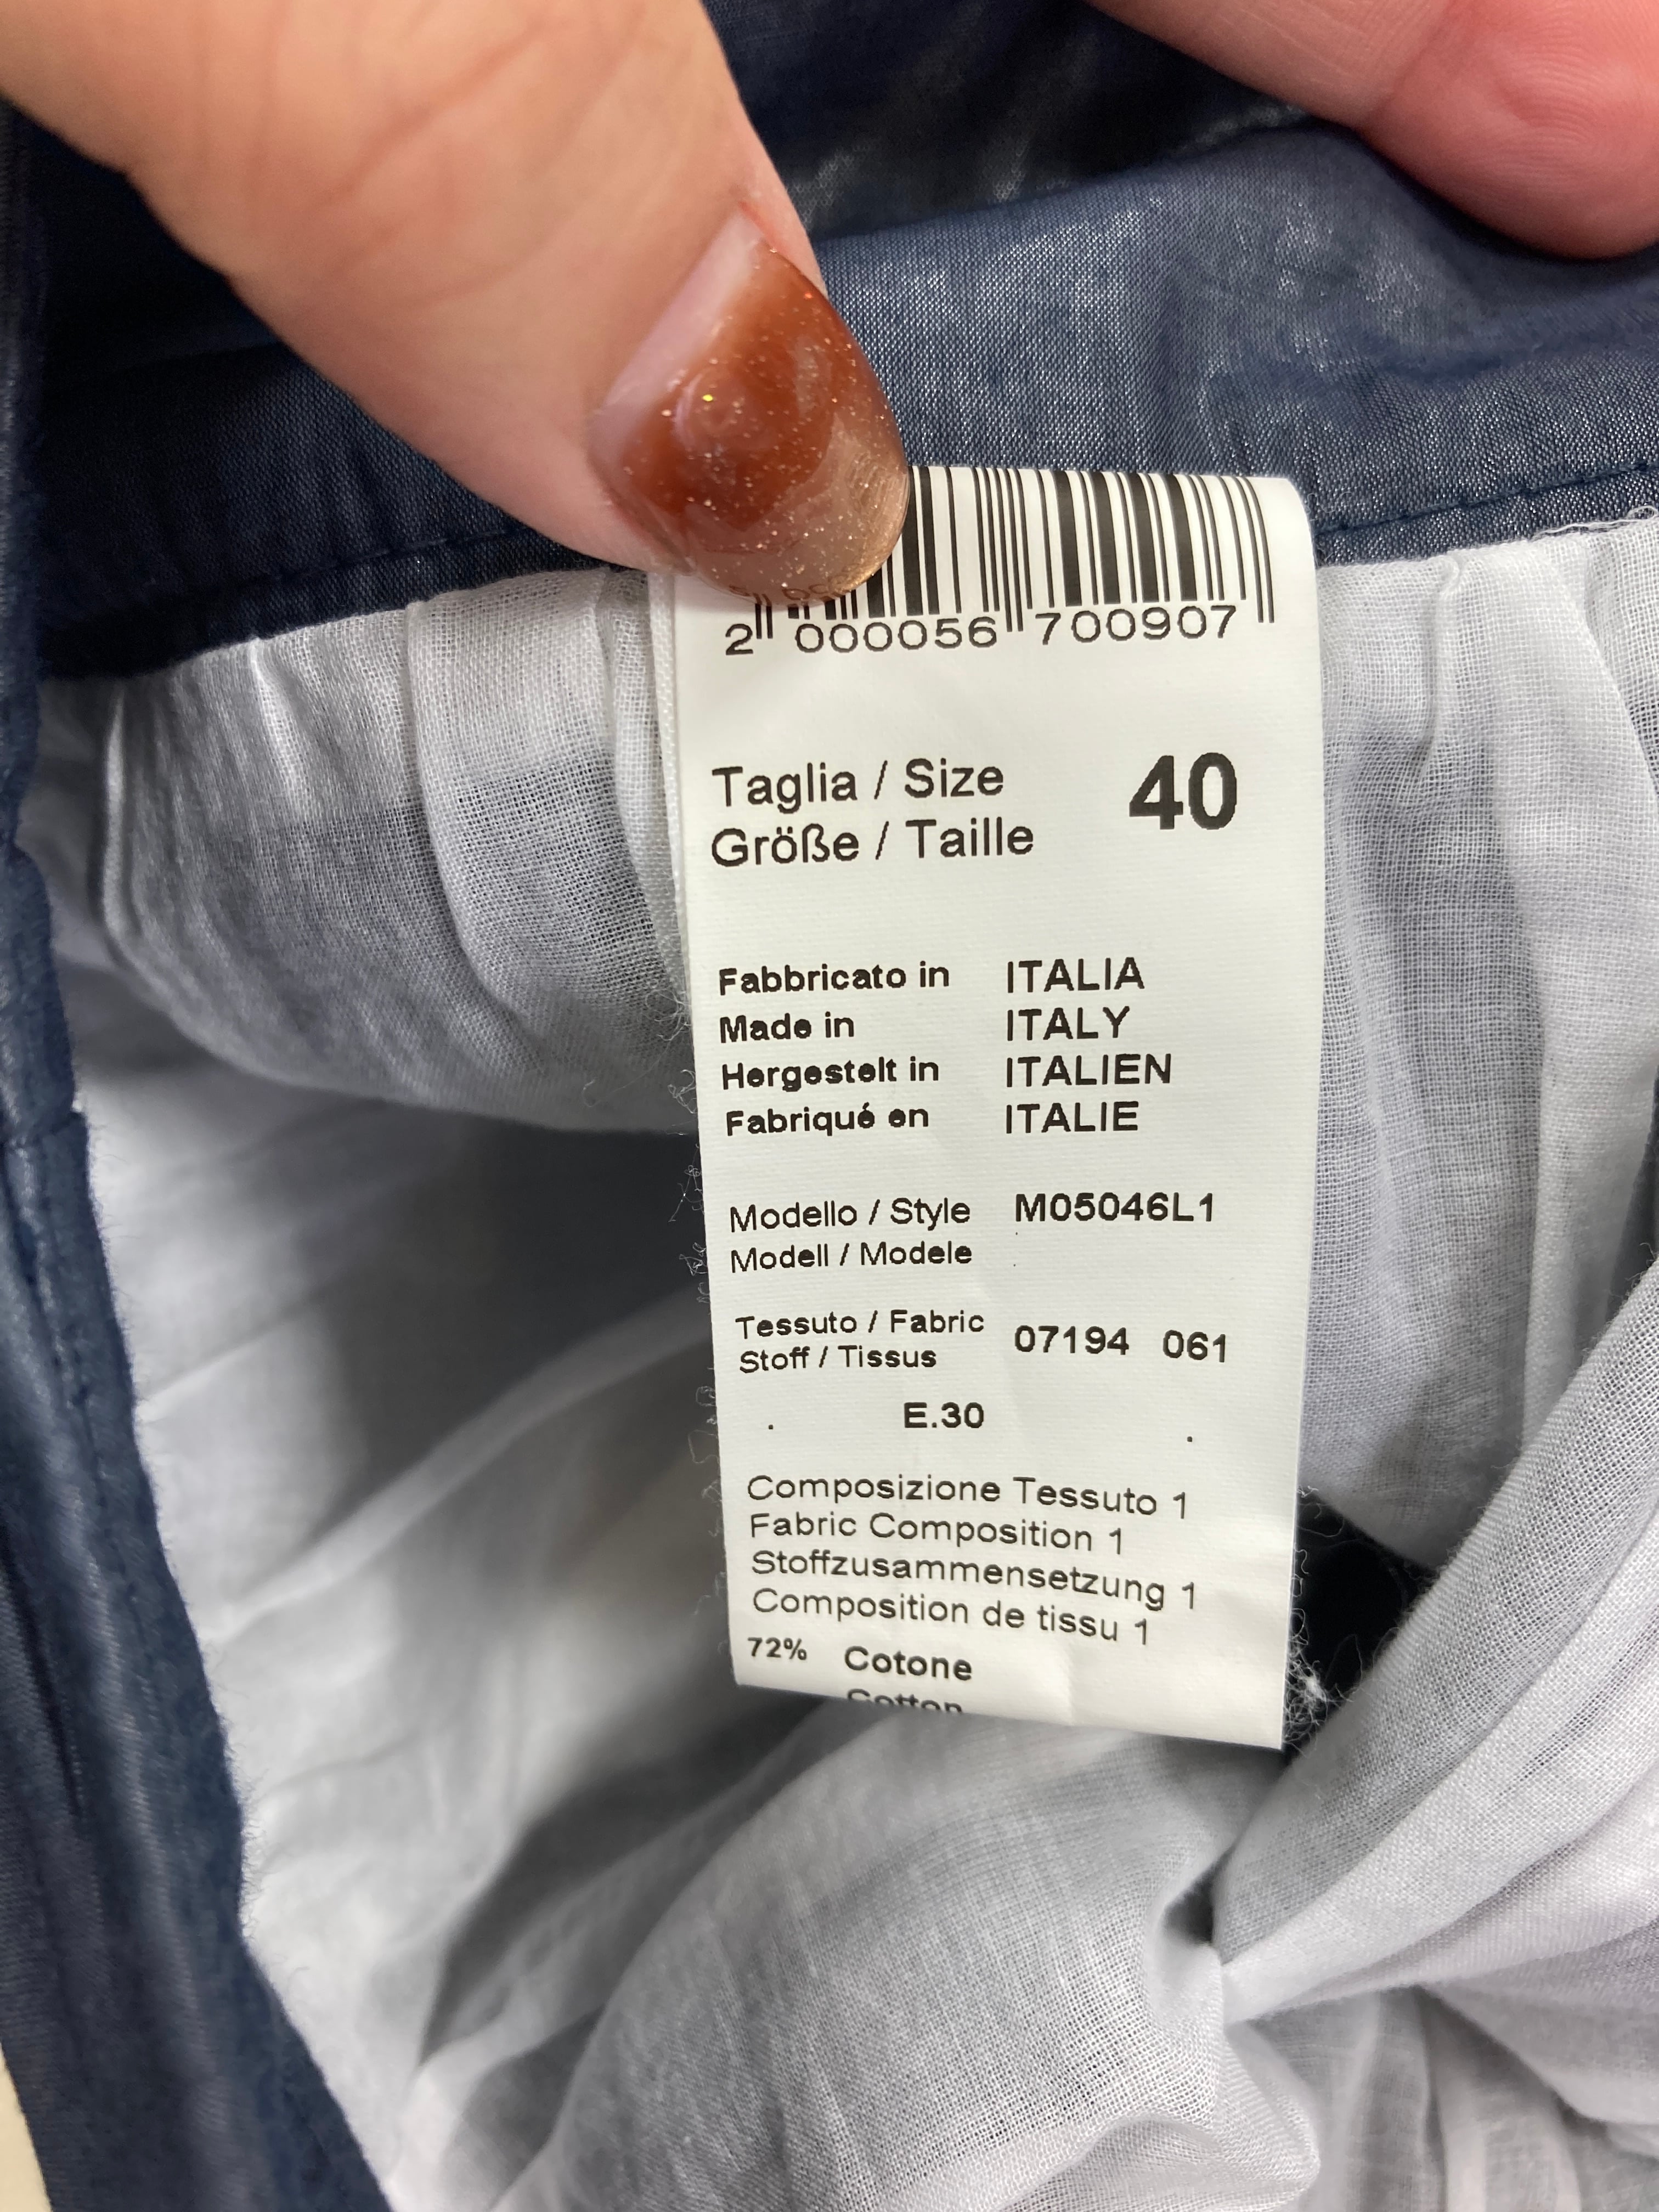 2 000056 700907
Taglia / Size 40
Größe / Taille
Fabbricato in ITALIA
Made in ITALY
Hergestelt in ITALIEN
Fabriqué en ITALIE
Modello / Style M05046L1
Modell / Modele
Tessuto / Fabric 07194 061
Stoff / Tissus
E.30
Composizione Tessuto 1
Fabric Composition 1
Stoffzusammensetzung 1
Composition de tissu 1
72% Cotone
Cotton